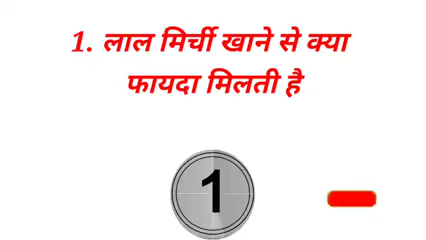 1. लाल मिर्ची खाने से क्या
फायदा मिलती है
1